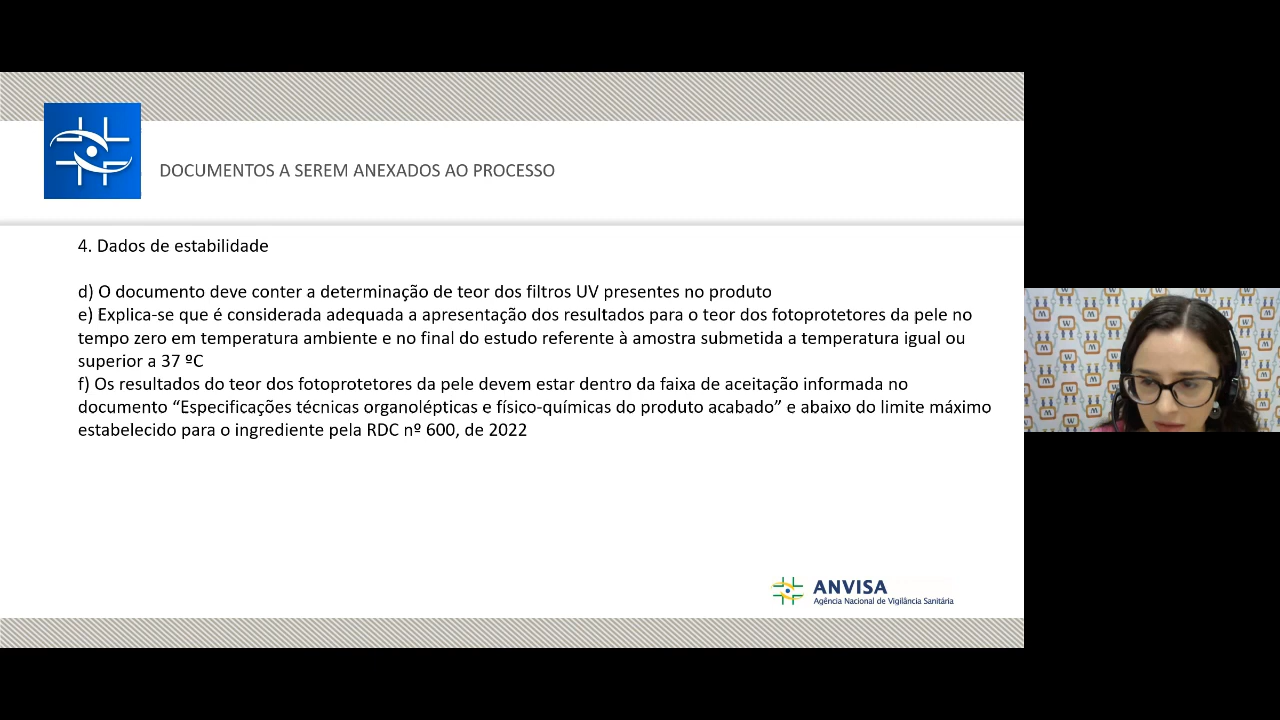 DOCUMENTOS A SEREM ANEXADOS AO PROCESSO
4. Dados de estabilidade
d) O documento deve conter a determinação de teor dos filtros UV presentes no produto
e) Explica-se que é considerada adequada a apresentação dos resultados para o teor dos fotoprotetores da pele no
tempo zero em temperatura ambiente e no final do estudo referente à amostra submetida a temperatura igual ou
superior a 37 ºC
f) Os resultados do teor dos fotoprotetores da pele devem estar dentro da faixa de aceitação informada no
documento “Especificações técnicas organolépticas e físico-químicas do produto acabado” e abaixo do limite máximo
estabelecido para o ingrediente pela RDC nº 600, de 2022
ANVISA
Agência Nacional de Vigilância Sanitária